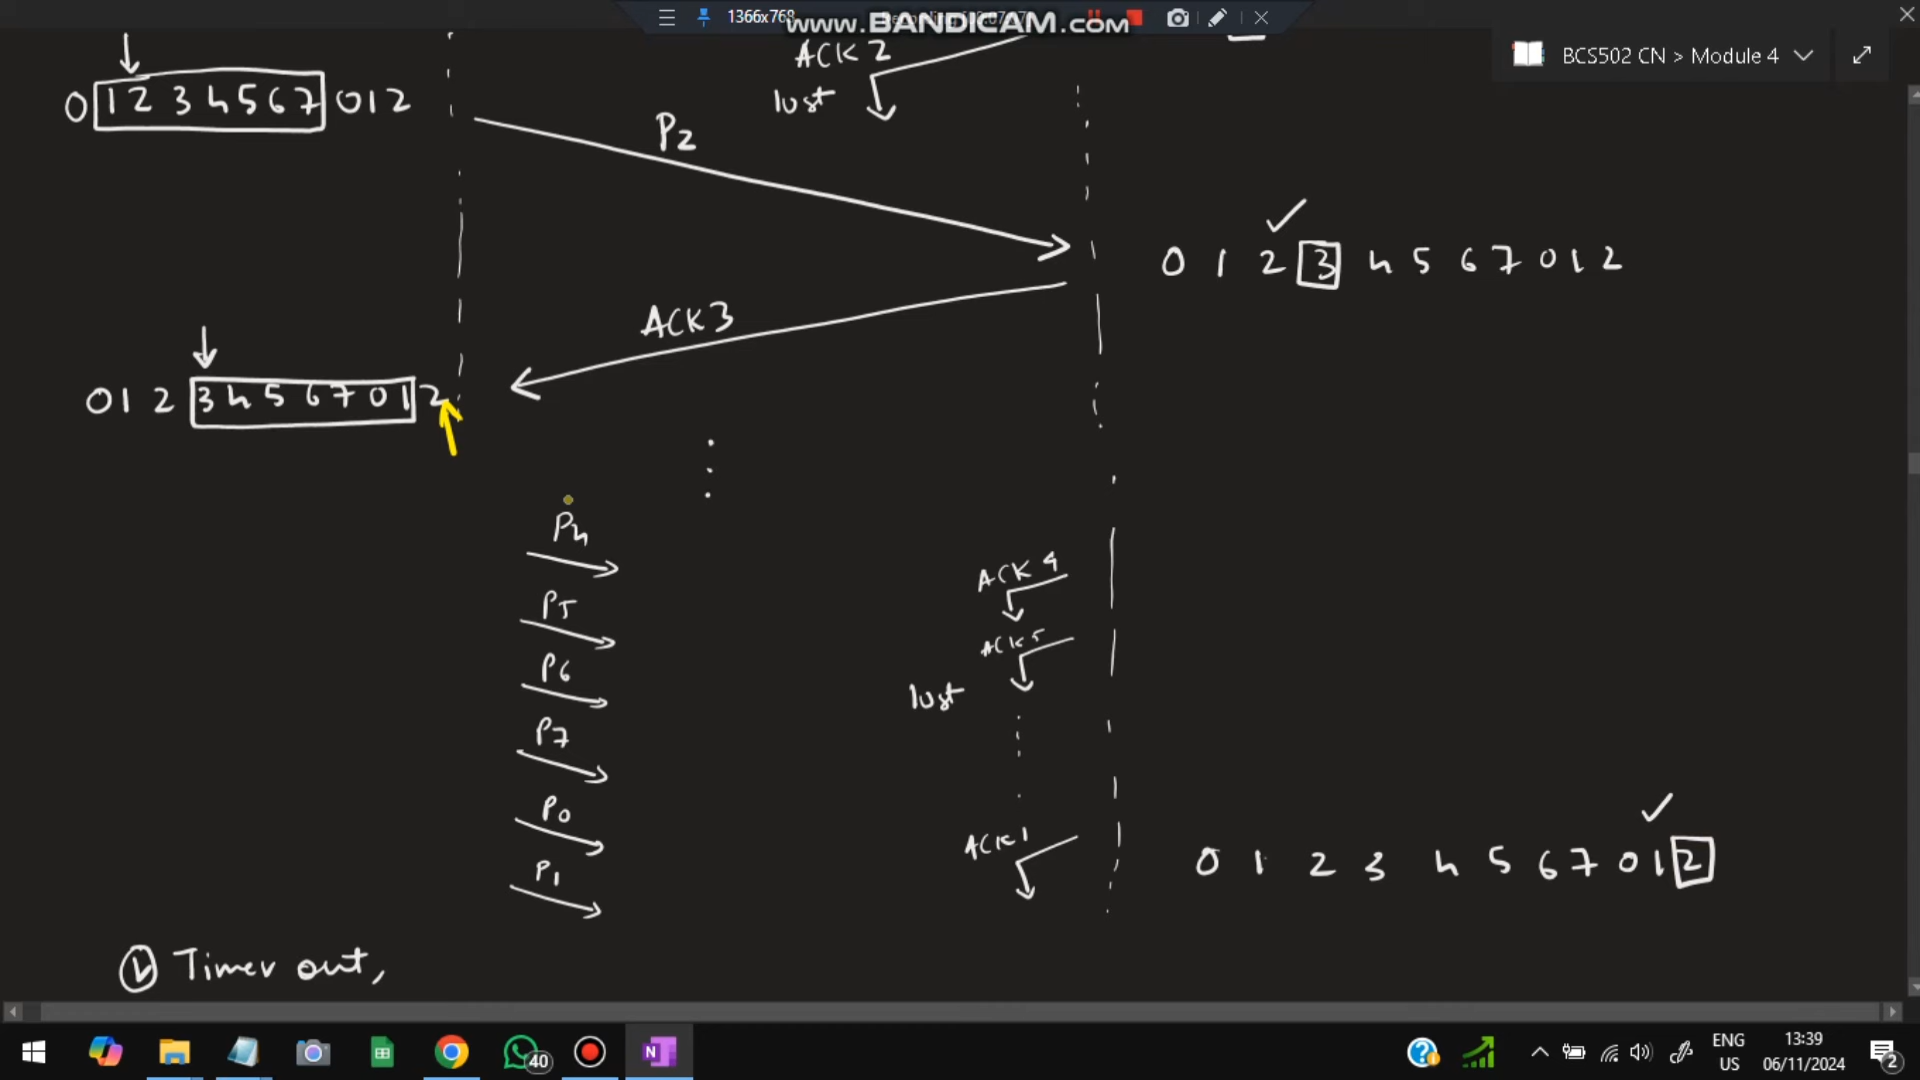 1366x768
www.BANDICAM.com
BCS502 CN > Module 4
ACK 2
lost
0 1 2 3 4 5 6 7 0 1 2
P2
0 1 2 3 4 5 6 7 0 1 2
ACK 3
0 1 2 3 4 5 6 7 0 1 2
P4
ACK 4
P5
ACK 5
P6
lost
P7
P0
ACK 1
0 1 2 3 4 5 6 7 0 1 2
P1
Timer out,
40
N
ENG
US
13:39
06/11/2024
2